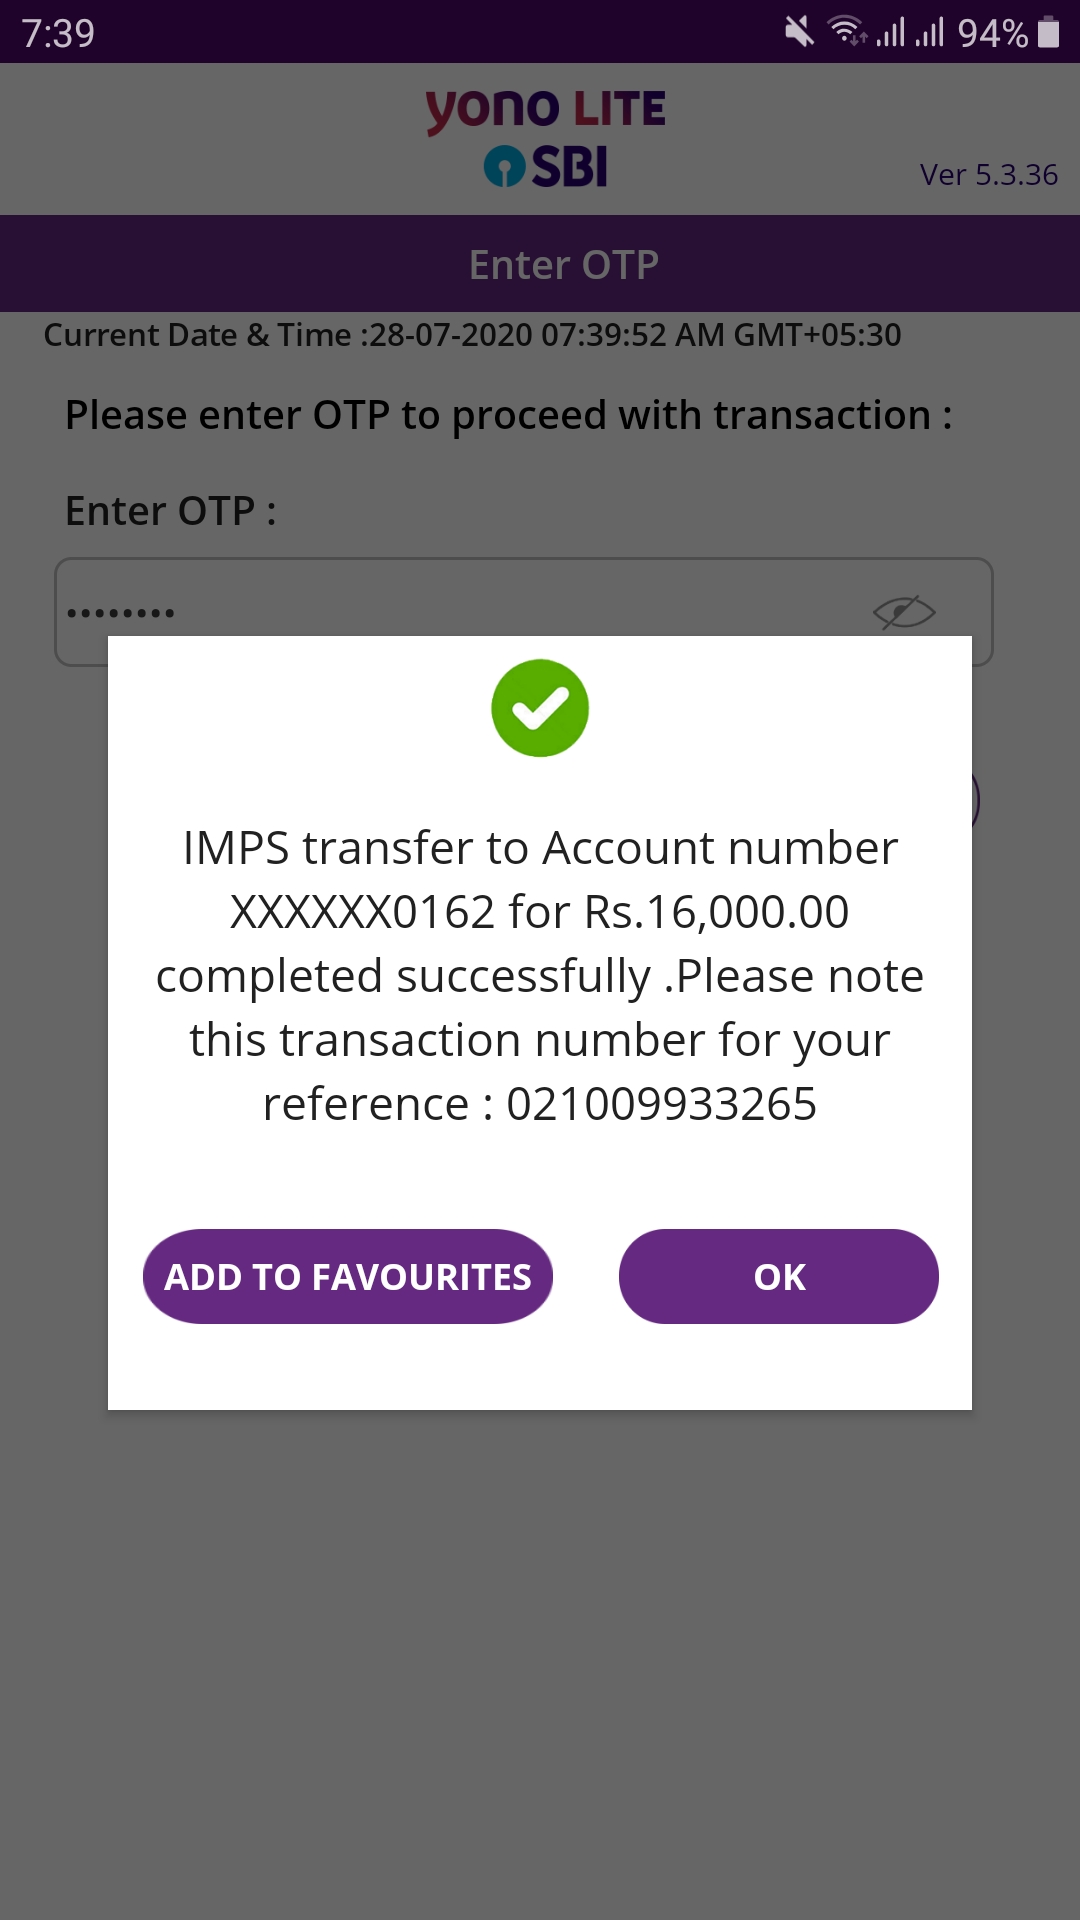 7:39 94%
yono LITE
SBI
Ver 5.3.36
Enter OTP
Current Date & Time :28-07-2020 07:39:52 AM GMT+05:30
Please enter OTP to proceed with transaction :
Enter OTP :
••••••••
IMPS transfer to Account number
XXXXXX0162 for Rs.16,000.00
completed successfully .Please note
this transaction number for your
reference : 021009933265
ADD TO FAVOURITES OK